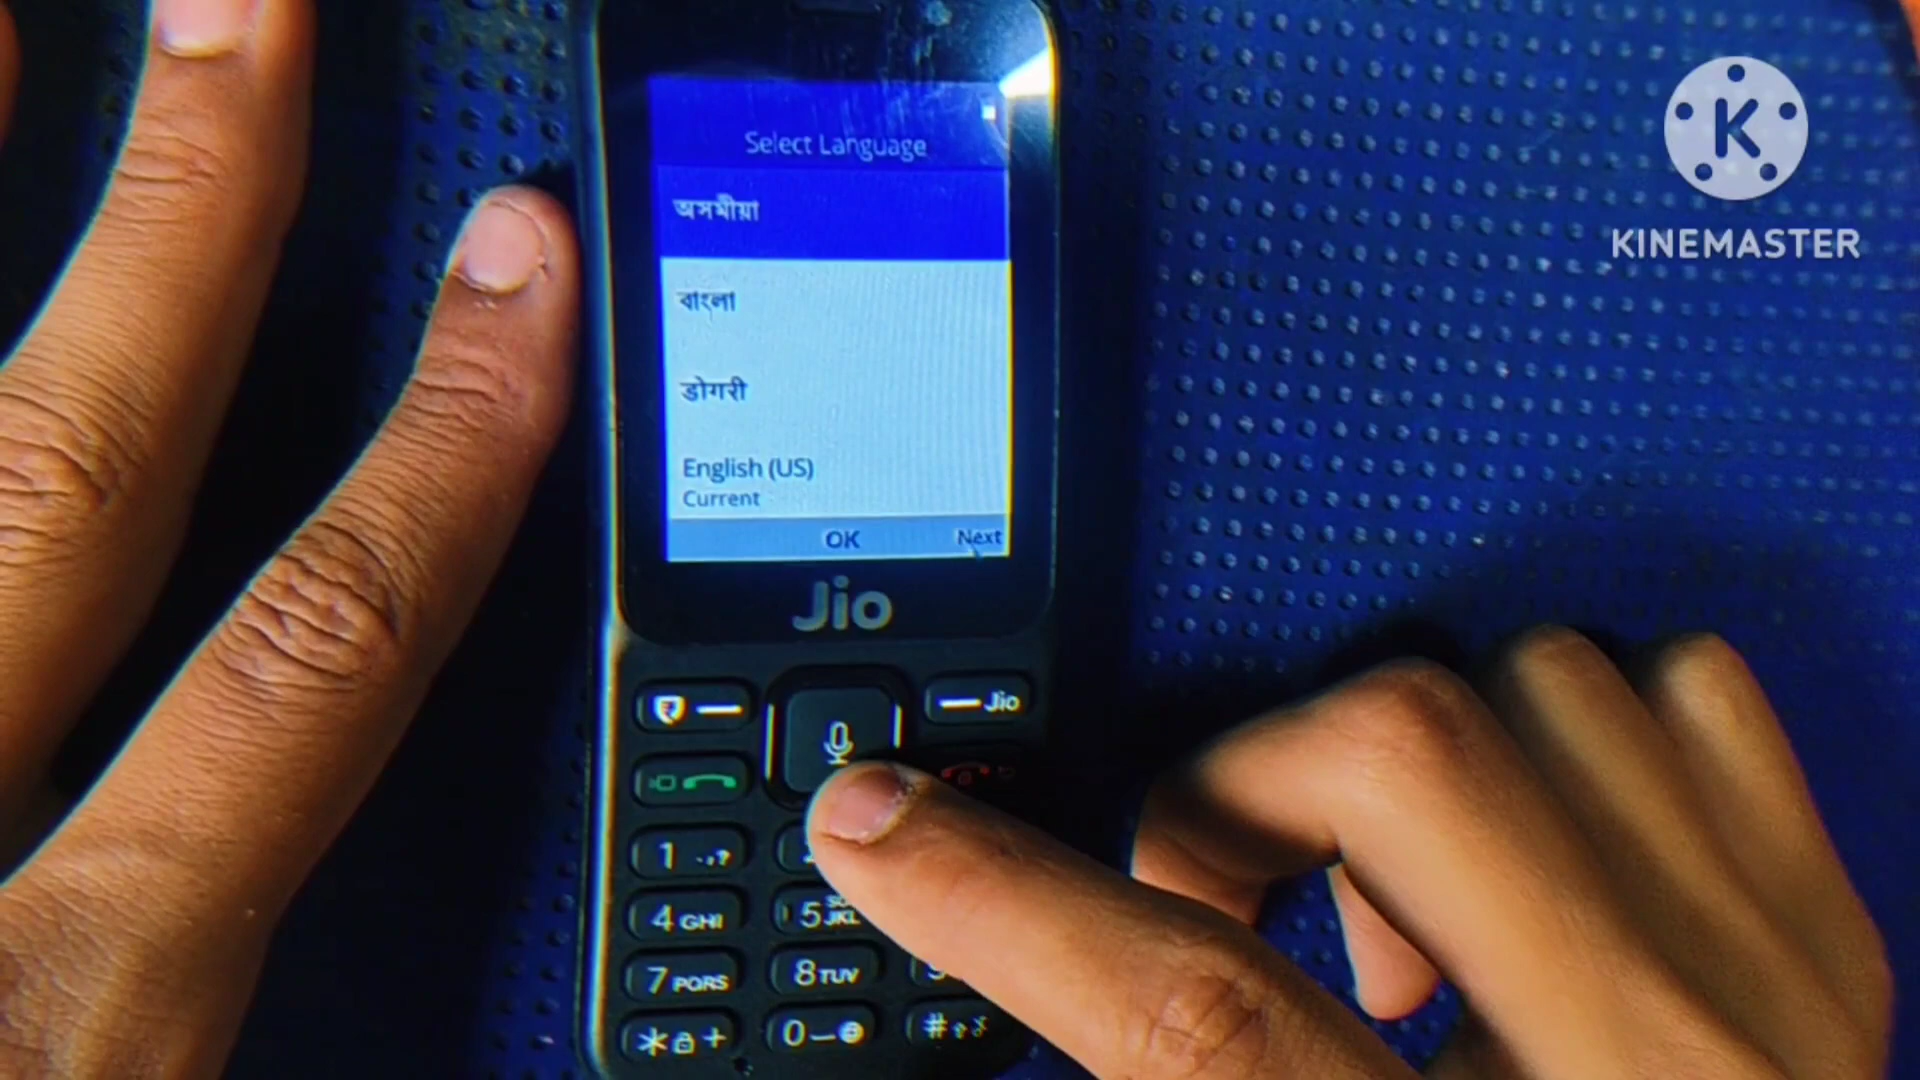 Select Language
অসমীয়া
বাংলা
डोगरी
English (US)
Current
OK
Next
Jio
Jio
1 .,?
4 GHI
5 JKL
7 PQRS
8 TUV
* +
0
#
K
KINEMASTER